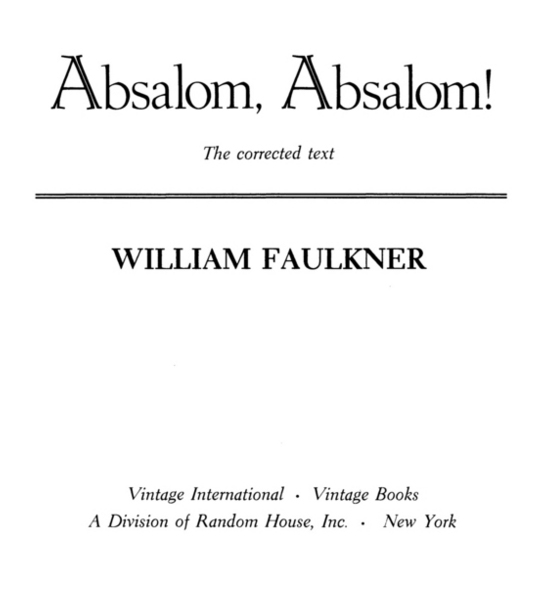 Absalom, Absalom!
The corrected text
WILLIAM FAULKNER
Vintage International · Vintage Books
A Division of Random House, Inc. · New York